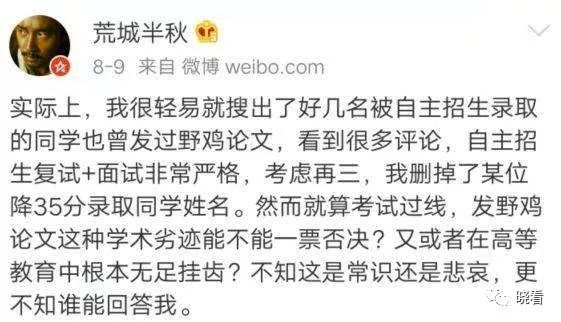 荒城半秋
8-9 来自 微博 weibo.com
实际上，我很轻易就搜出了好几名被自主招生录取
的同学也曾发过野鸡论文，看到很多评论，自主招
生复试+面试非常严格，考虑再三，我删掉了某位
降35分录取同学姓名。然而就算考试过线，发野鸡
论文这种学术劣迹能不能一票否决？又或者在高等
教育中根本无足挂齿？不知这是常识还是悲哀，更
不知谁能回答我。
晓看